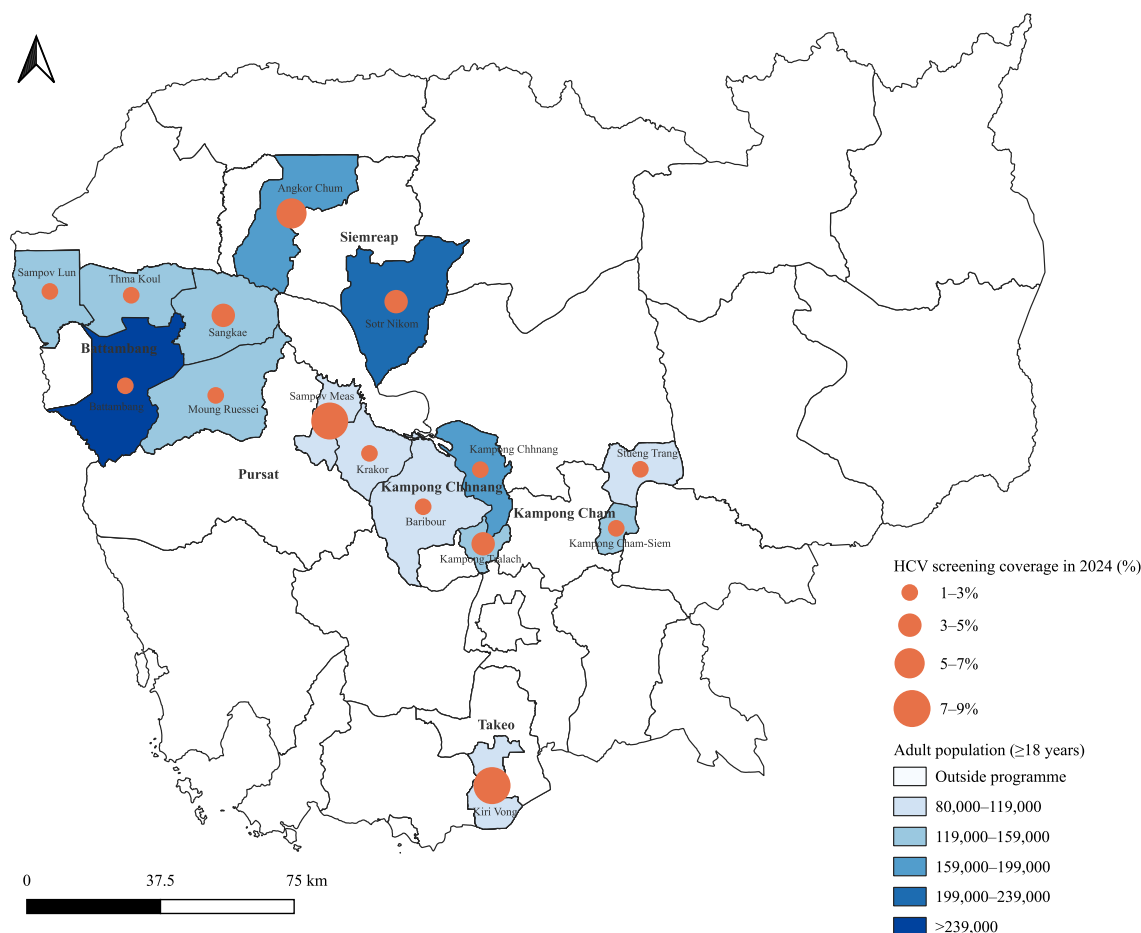 Angkor Chum
Siemreap
Sampov Lun
Thma Koul
Sotr Nikom
Sangkae
Battambang
Battambang
Moung Ruessei
Sampov Meas
Kampong Chhnang
Stueng Trang
Krakor
Pursat
Kampong Chhnang
Kampong Cham
Baribour
Kampong Cham-Siem
Kampong Tralach
Takeo
Kiri Vong
HCV screening coverage in 2024 (%)
1–3%
3–5%
5–7%
7–9%
Adult population (≥18 years)
Outside programme
80,000–119,000
119,000–159,000
159,000–199,000
199,000–239,000
>239,000
0 37.5 75 km